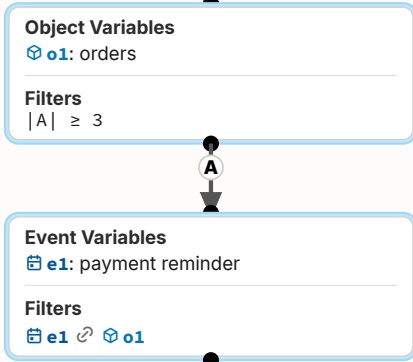 Object Variables
o1: orders
Filters
|A| ≥ 3
A
Event Variables
e1: payment reminder
Filters
e1 o1